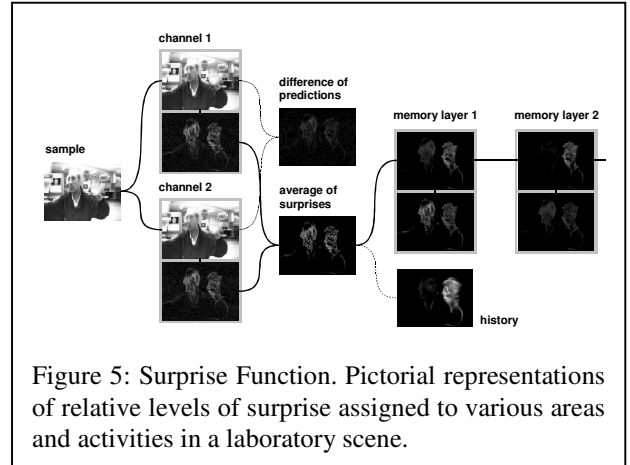 channel 1
difference of
predictions
memory layer 1
memory layer 2
sample
channel 2
average of
surprises
history
Figure 5: Surprise Function. Pictorial representations
of relative levels of surprise assigned to various areas
and activities in a laboratory scene.